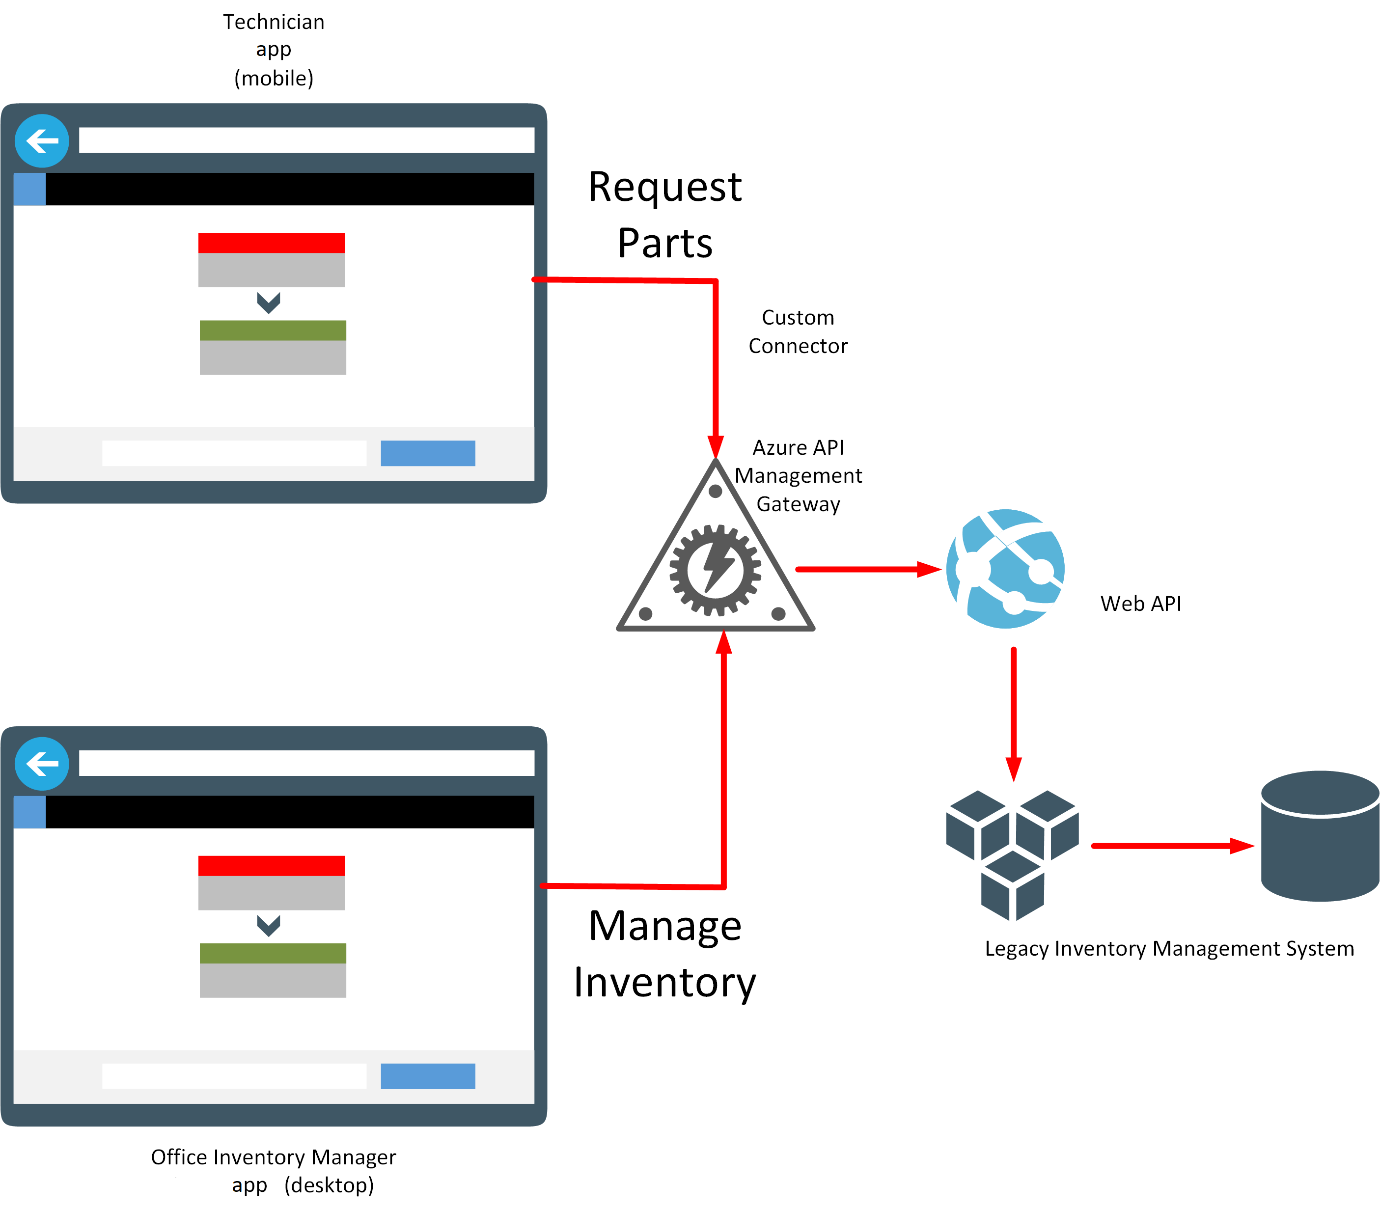 Technician
app
(mobile)
Request
Parts
Custom
Connector
Azure API
Management
Gateway
Web API
Manage
Inventory
Legacy Inventory Management System
Office Inventory Manager
app (desktop)